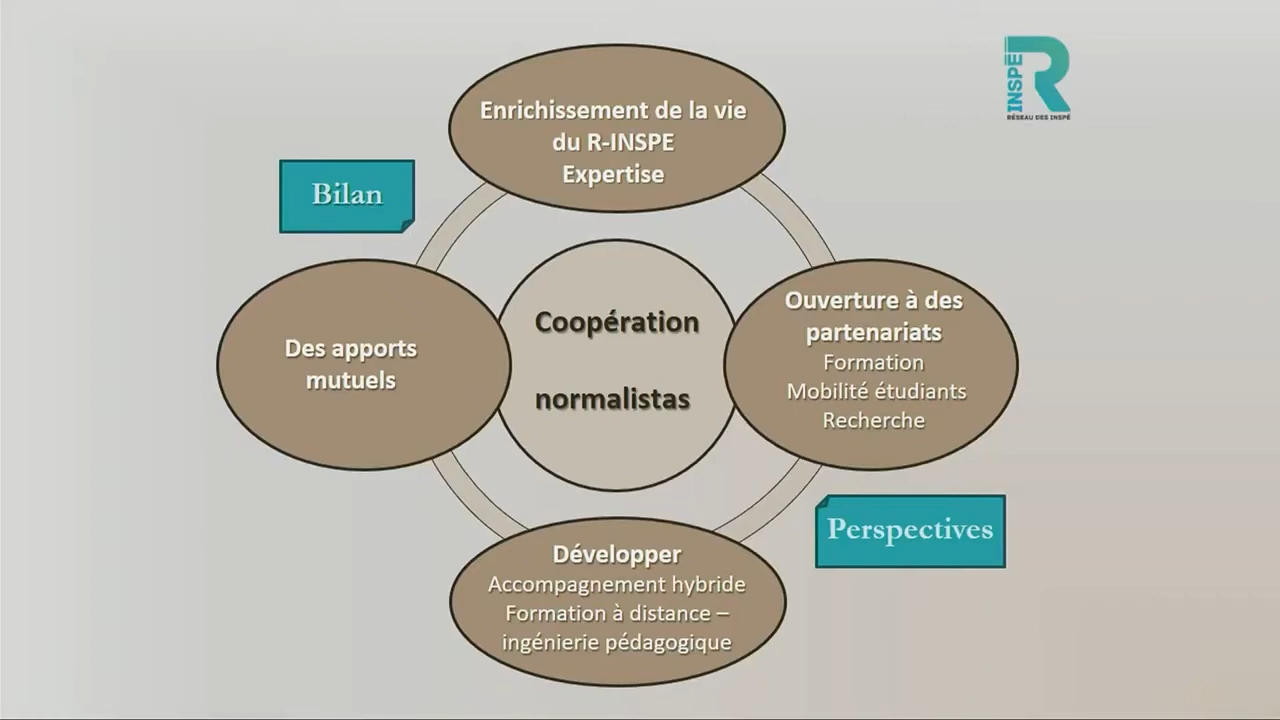 INSPÉ
R
RÉSEAU DES INSPÉ
Enrichissement de la vie
du R-INSPE
Expertise
Bilan
Des apports
mutuels
Coopération
normalistas
Ouverture à des
partenariats
Formation
Mobilité étudiants
Recherche
Perspectives
Développer
Accompagnement hybride
Formation à distance –
ingénierie pédagogique